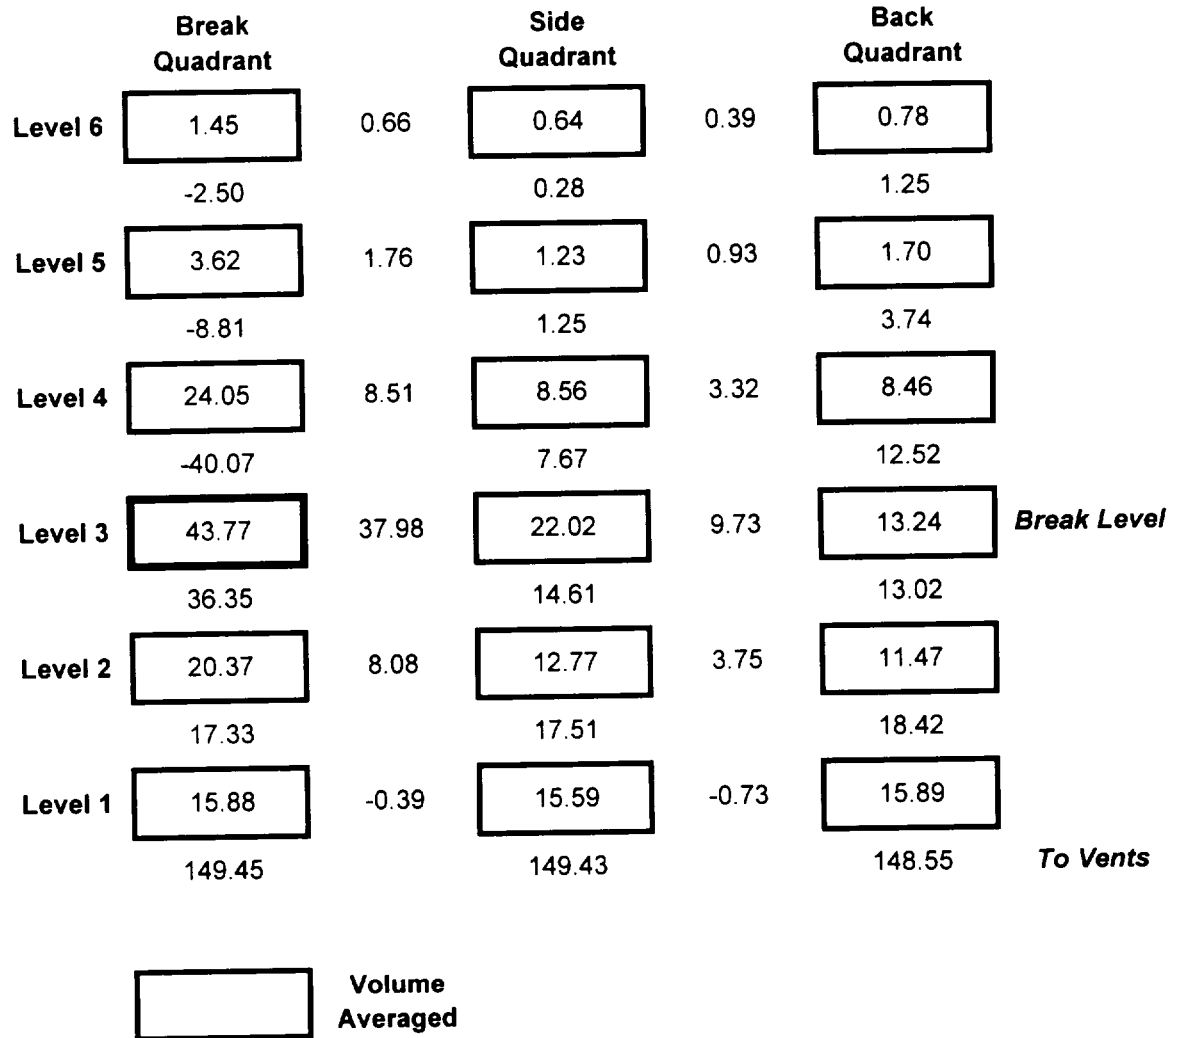 Break Quadrant Side Quadrant Back Quadrant
Level 6 1.45 0.66 0.64 0.39 0.78
-2.50 0.28 1.25
Level 5 3.62 1.76 1.23 0.93 1.70
-8.81 1.25 3.74
Level 4 24.05 8.51 8.56 3.32 8.46
-40.07 7.67 12.52
Level 3 43.77 37.98 22.02 9.73 13.24 Break Level
36.35 14.61 13.02
Level 2 20.37 8.08 12.77 3.75 11.47
17.33 17.51 18.42
Level 1 15.88 -0.39 15.59 -0.73 15.89
149.45 149.43 148.55 To Vents
Volume
Averaged